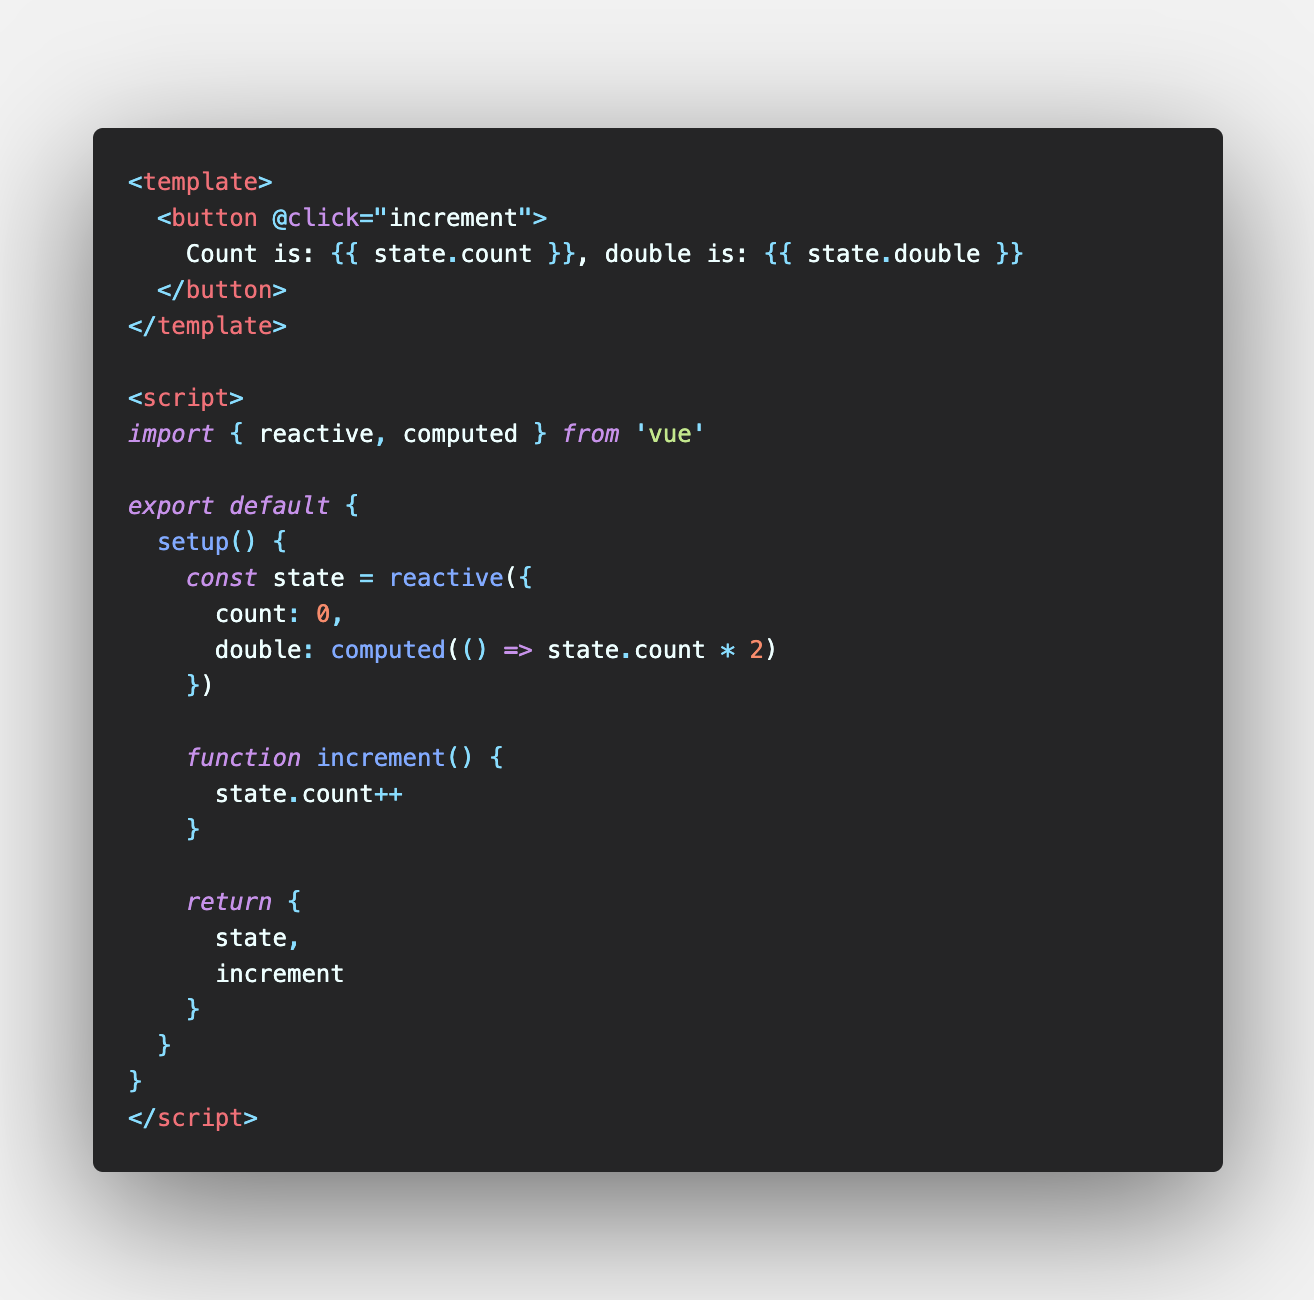 <template>
  <button @click="increment">
    Count is: {{ state.count }}, double is: {{ state.double }}
  </button>
</template>

<script>
import { reactive, computed } from 'vue'

export default {
  setup() {
    const state = reactive({
      count: 0,
      double: computed(() => state.count * 2)
    })

    function increment() {
      state.count++
    }

    return {
      state,
      increment
    }
  }
}
</script>